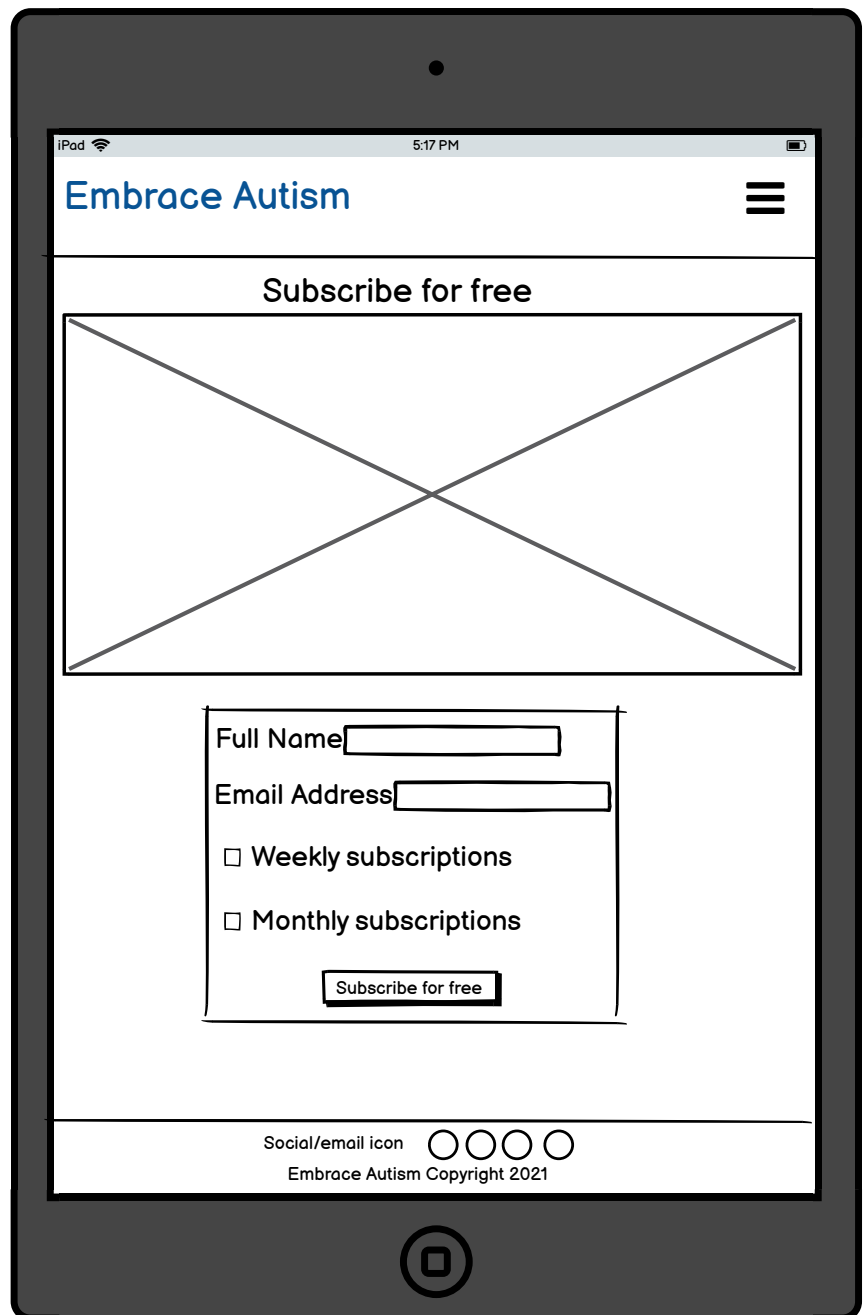 iPad
5:17 PM
Embrace Autism
Subscribe for free
Full Name
Email Address
Weekly subscriptions
Monthly subscriptions
Subscribe for free
Social/email icon
Embrace Autism Copyright 2021